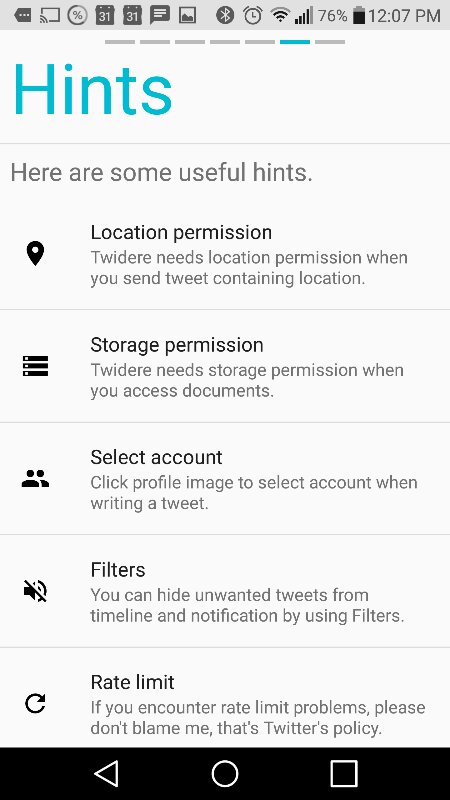 31 31 76% 12:07 PM
Hints
Here are some useful hints.
Location permission
Twidere needs location permission when
you send tweet containing location.
Storage permission
Twidere needs storage permission when
you access documents.
Select account
Click profile image to select account when
writing a tweet.
Filters
You can hide unwanted tweets from
timeline and notification by using Filters.
Rate limit
If you encounter rate limit problems, please
don't blame me, that's Twitter's policy.